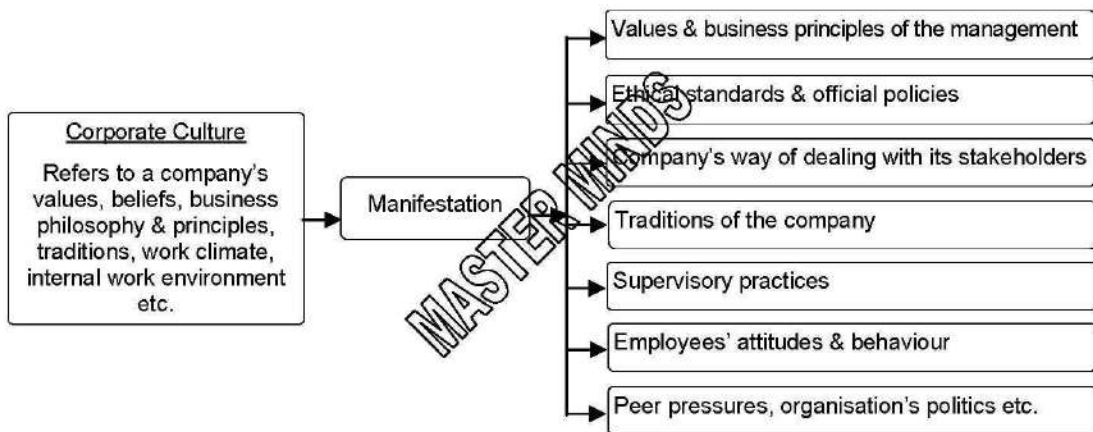 Corporate Culture
Refers to a company's
values, beliefs, business
philosophy & principles,
traditions, work climate,
internal work environment
etc.
Manifestation
Values & business principles of the management
Ethical standards & official policies
Company's way of dealing with its stakeholders
Traditions of the company
Supervisory practices
Employees' attitudes & behaviour
Peer pressures, organisation's politics etc.
MASTER MINDS